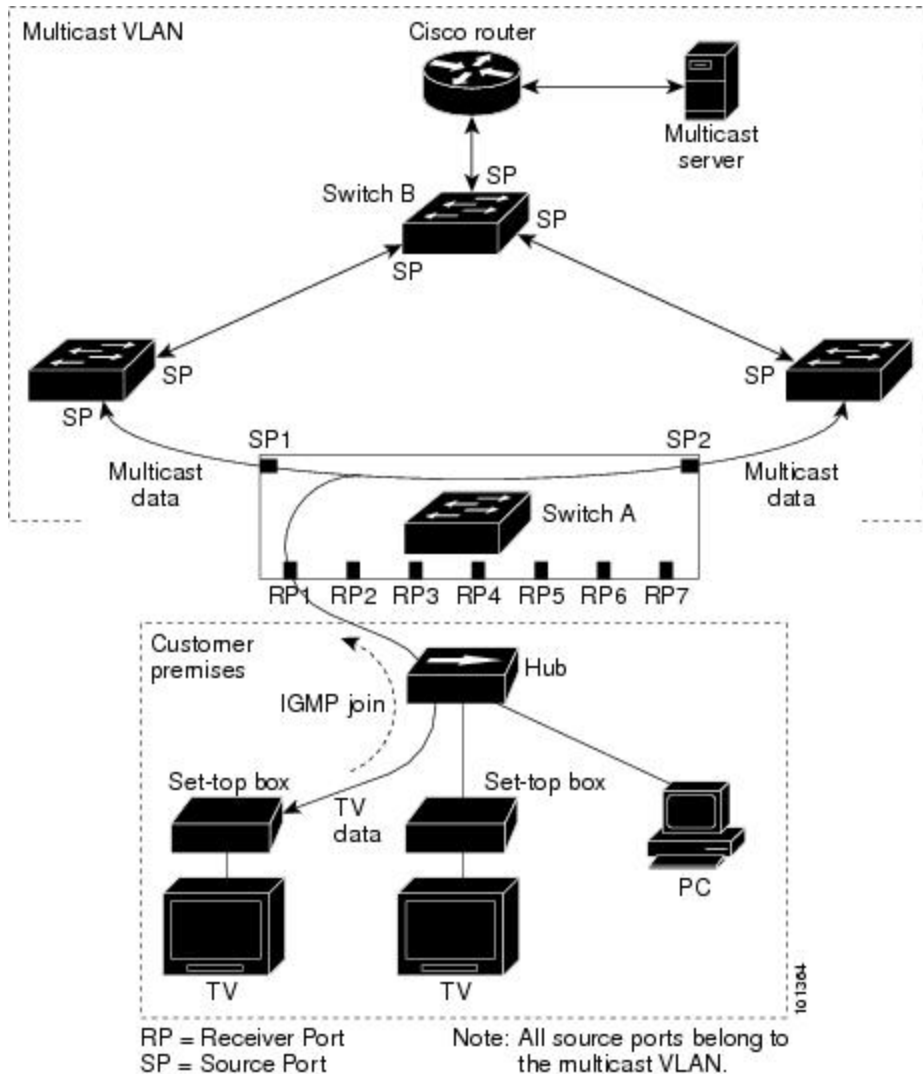 Multicast VLAN
Cisco router
Multicast
server
SP
Switch B
SP
SP
SP
SP
SP
SP1
SP2
Multicast
data
Multicast
data
Switch A
RP1 RP2 RP3 RP4 RP5 RP6 RP7
Customer
premises
Hub
IGMP join
Set-top box
Set-top box
TV
data
PC
TV
TV
101364
RP = Receiver Port
SP = Source Port
Note: All source ports belong to
the multicast VLAN.